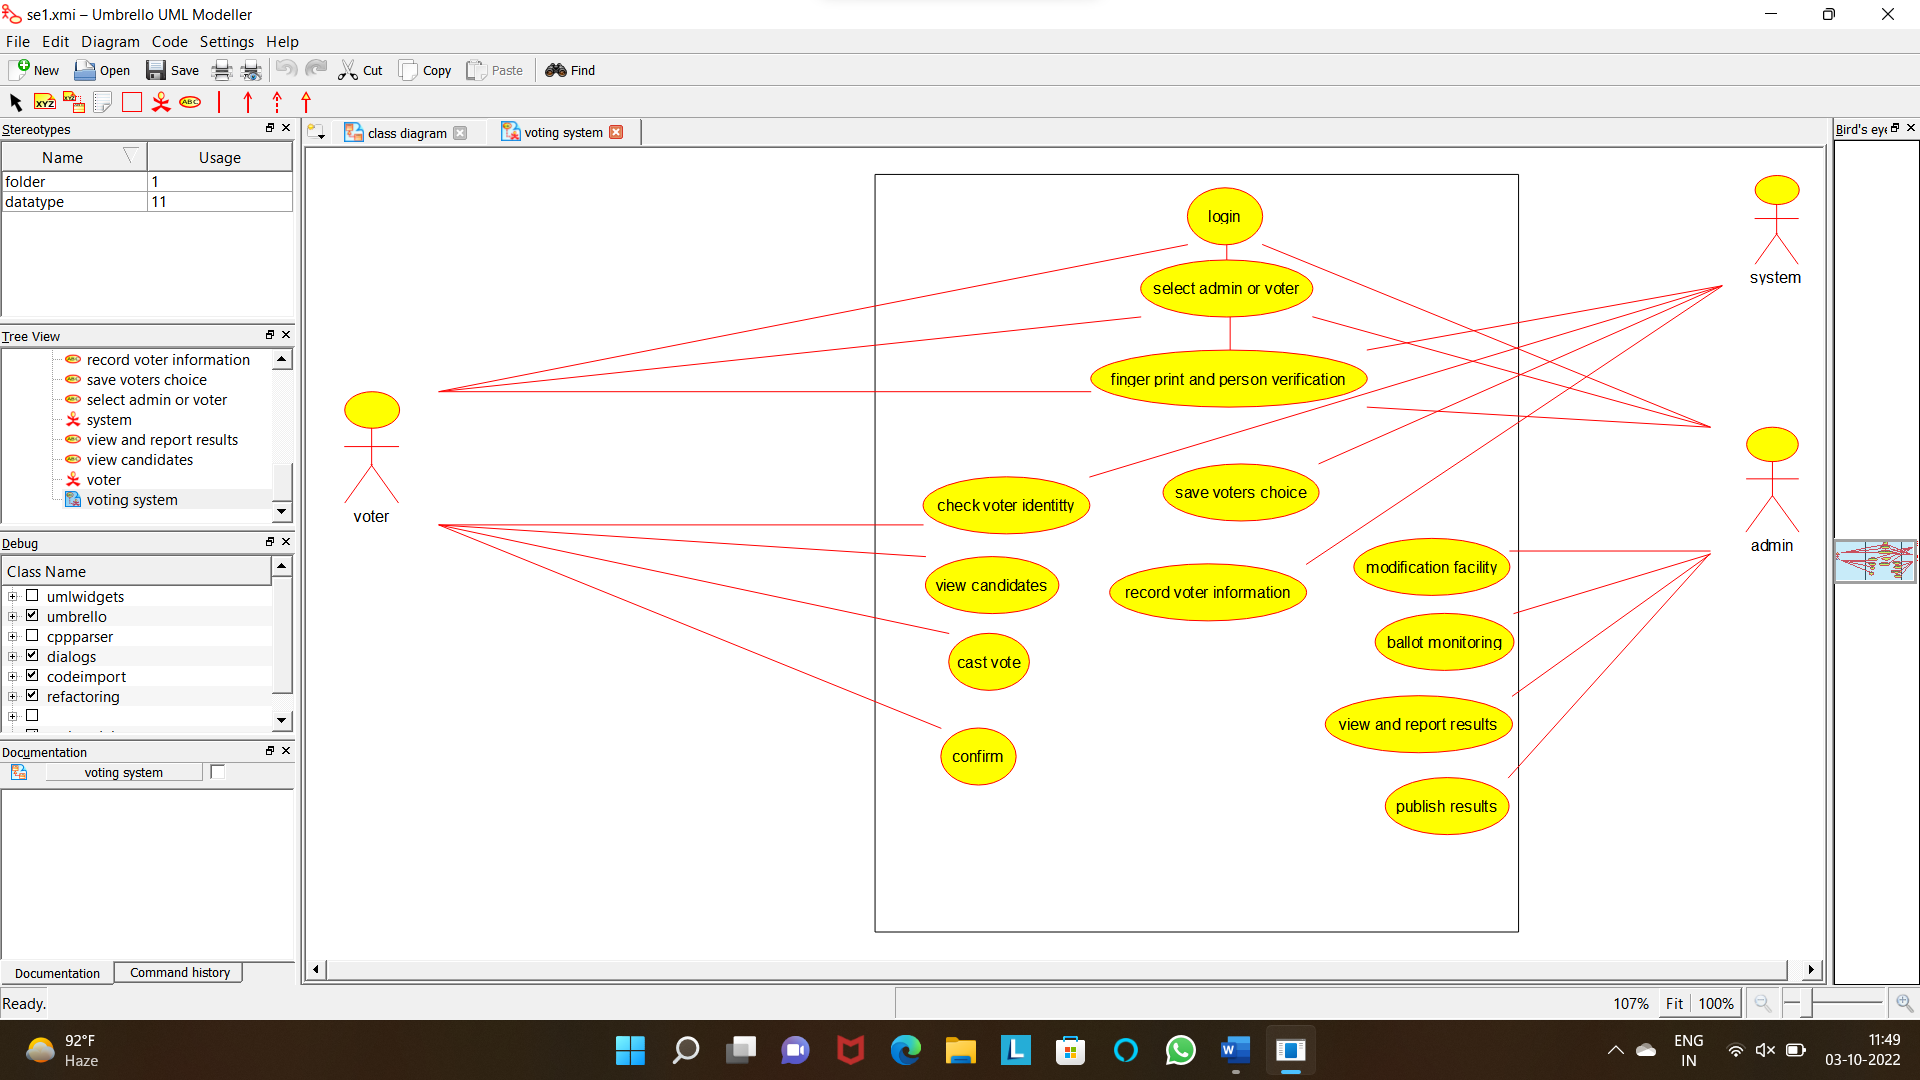 se1.xmi – Umbrello UML Modeller
File Edit Diagram Code Settings Help
New Open Save Cut Copy Paste Find
XYZ XYZ ABC
Stereotypes
Name Usage
folder 1
datatype 11
Tree View
record voter information
save voters choice
select admin or voter
system
view and report results
view candidates
voter
voting system
Debug
Class Name
umlwidgets
umbrello
cppparser
dialogs
codeimport
refactoring
Documentation
voting system
Documentation Command history
Ready.
class diagram voting system
login
select admin or voter
finger print and person verification
check voter identitty
save voters choice
view candidates
record voter information
modification facility
cast vote
ballot monitoring
view and report results
confirm
publish results
voter
system
admin
Bird's eye
107% Fit 100%
92°F
Haze
ENG
IN
11:49
03-10-2022